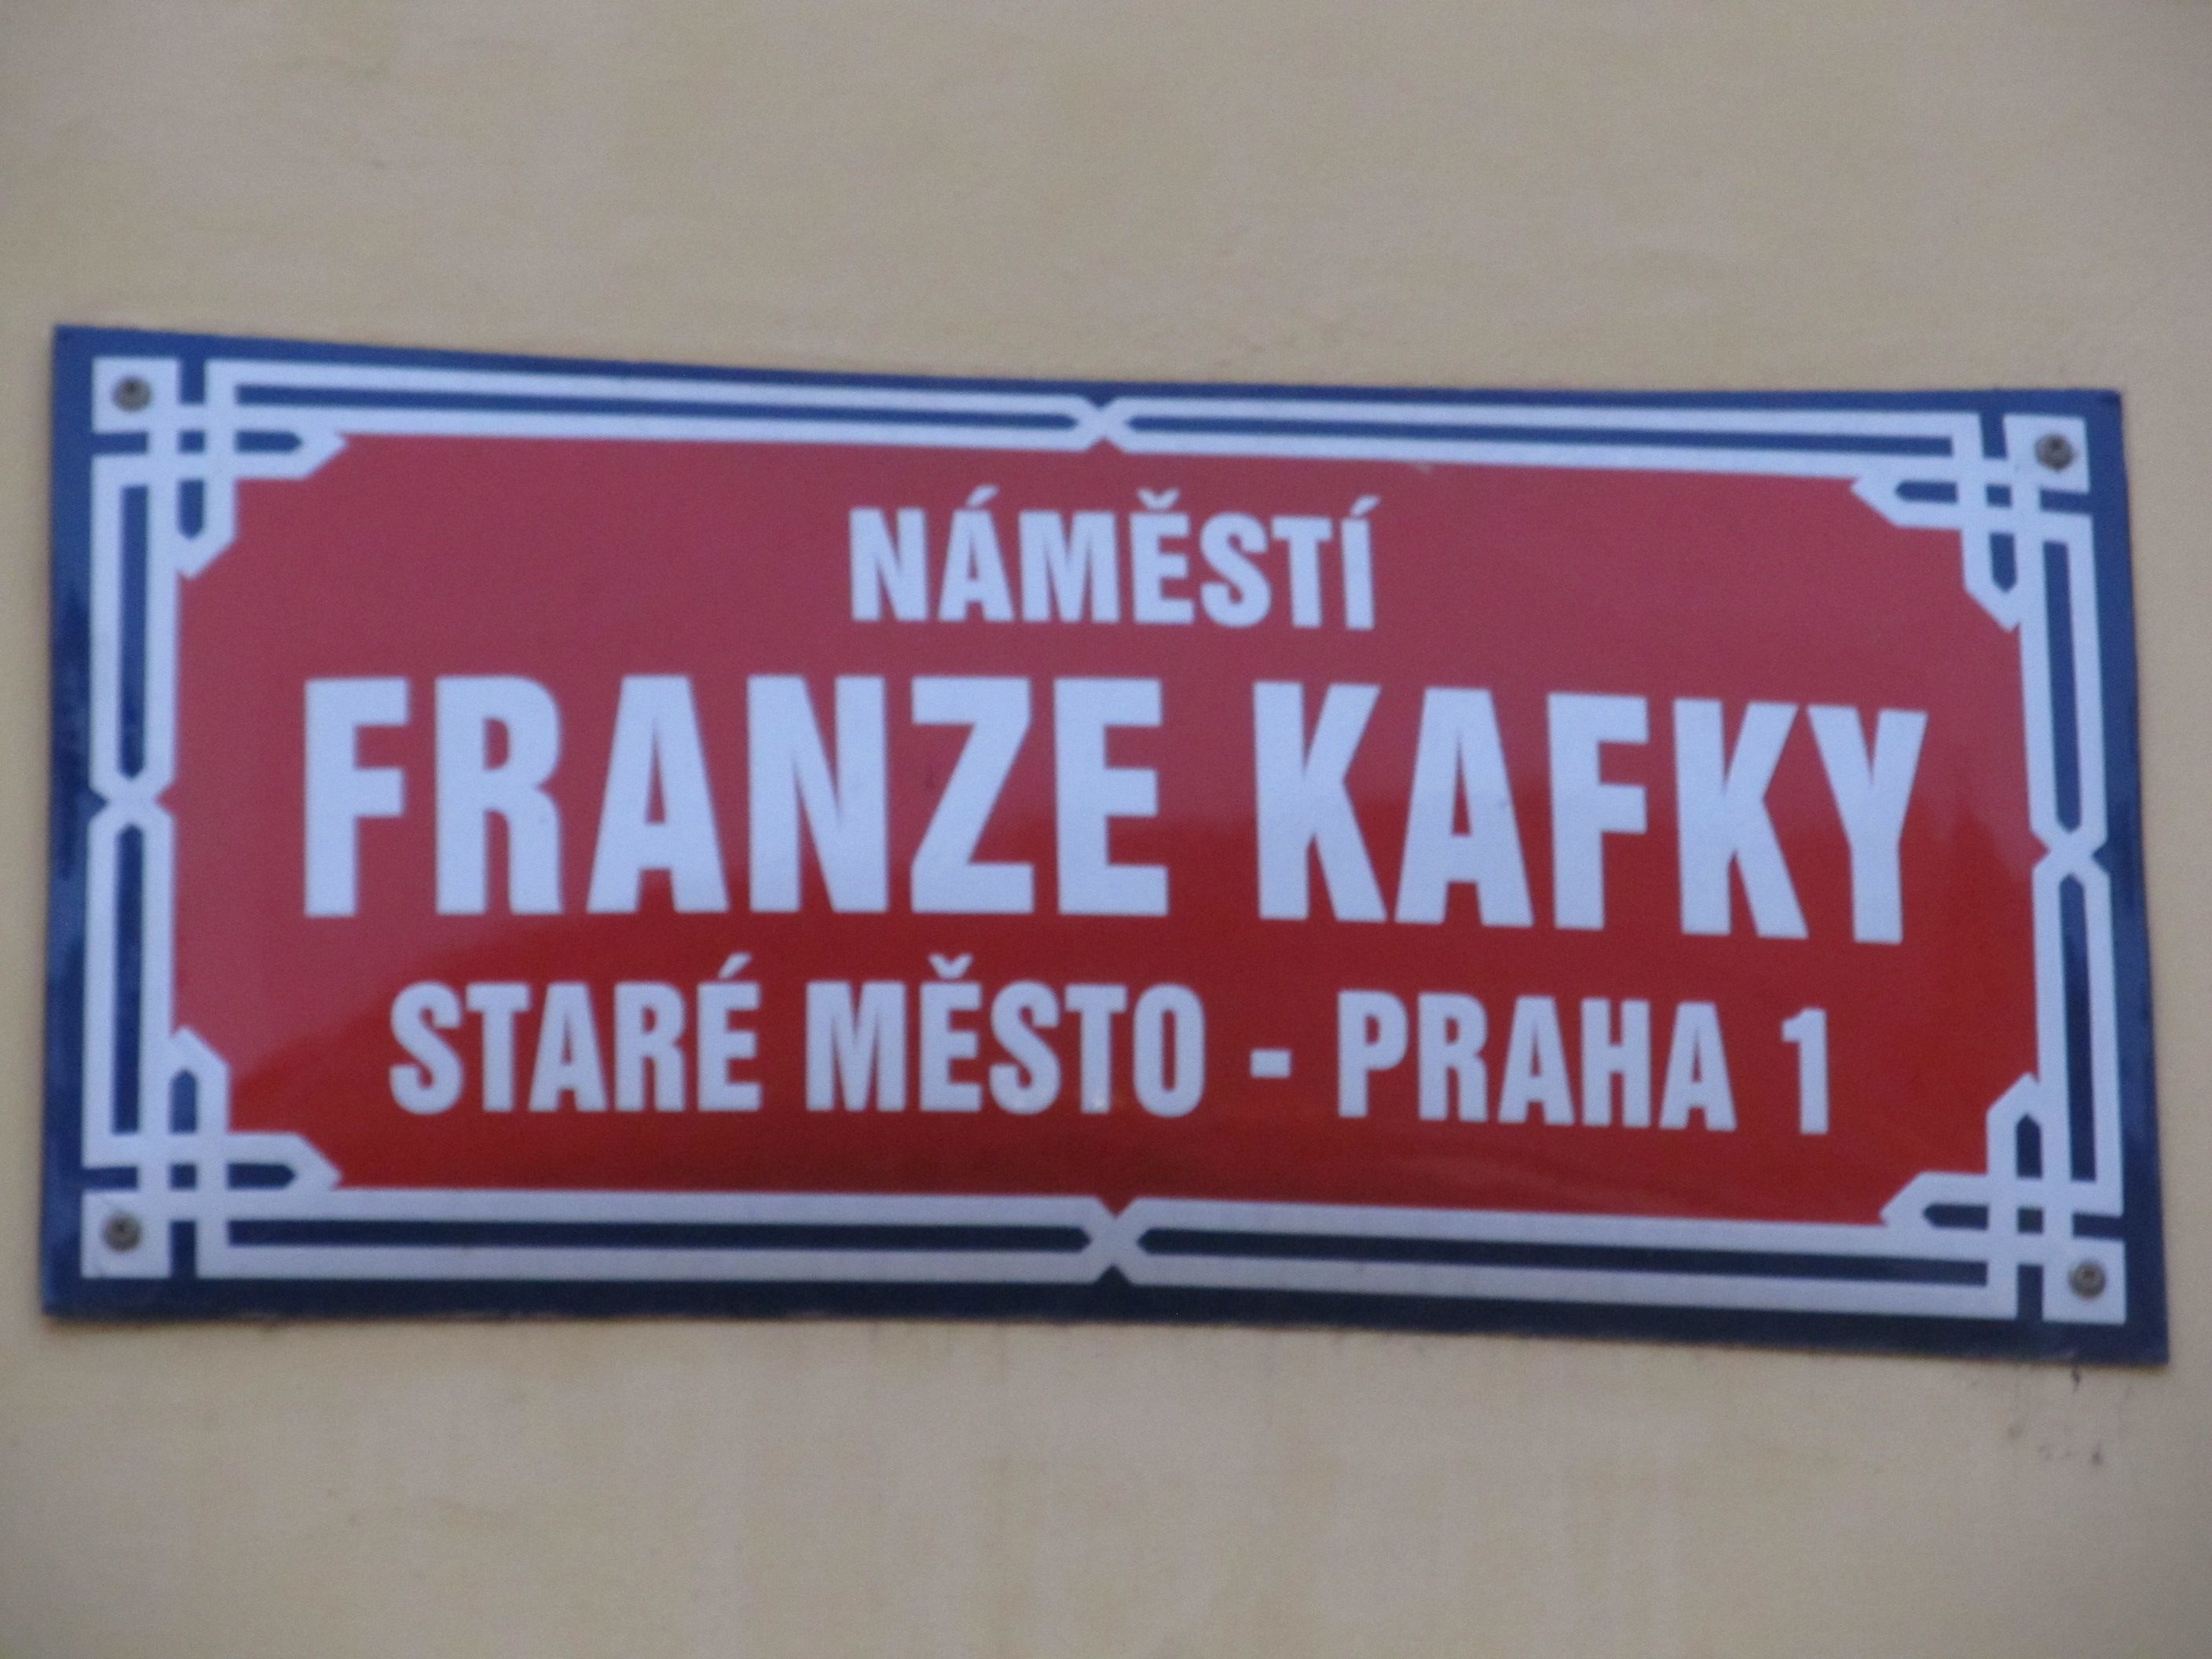 NÁMĚSTÍ
FRANZE KAFKY
STARÉ MĚSTO - PRAHA 1